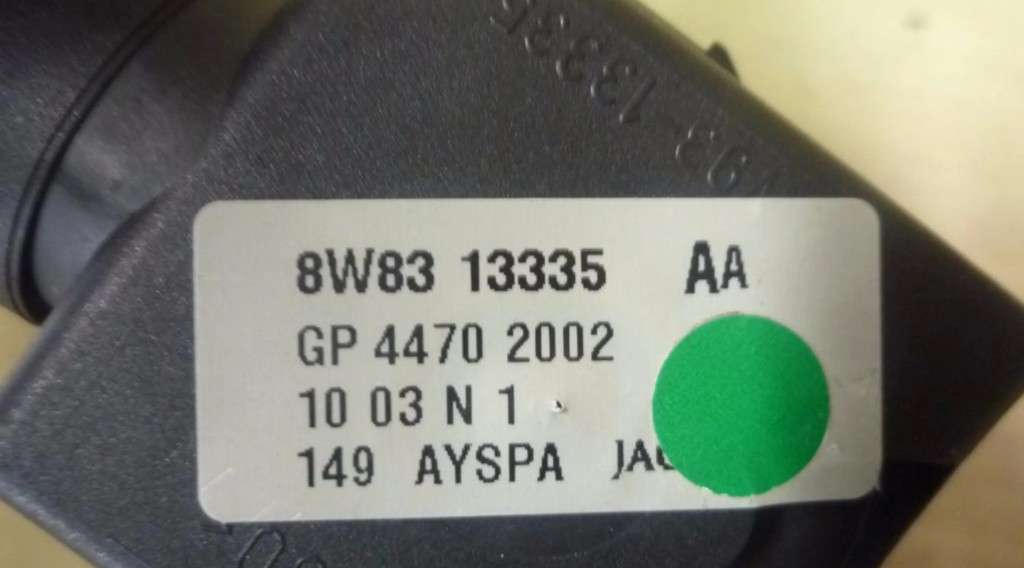 8W83 13335 AA
GP 4470 2002
10 03 N 1
149 AYSPA